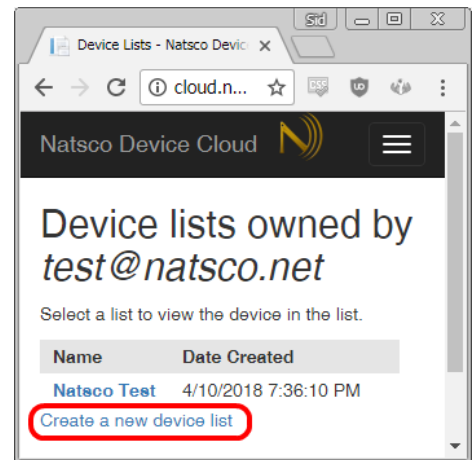 Sid
Device Lists - Natsco Devic
cloud.n...
Natsco Device Cloud
Device lists owned by
test@natsco.net
Select a list to view the device in the list.
Name Date Created
Natsco Test 4/10/2018 7:36:10 PM
Create a new device list